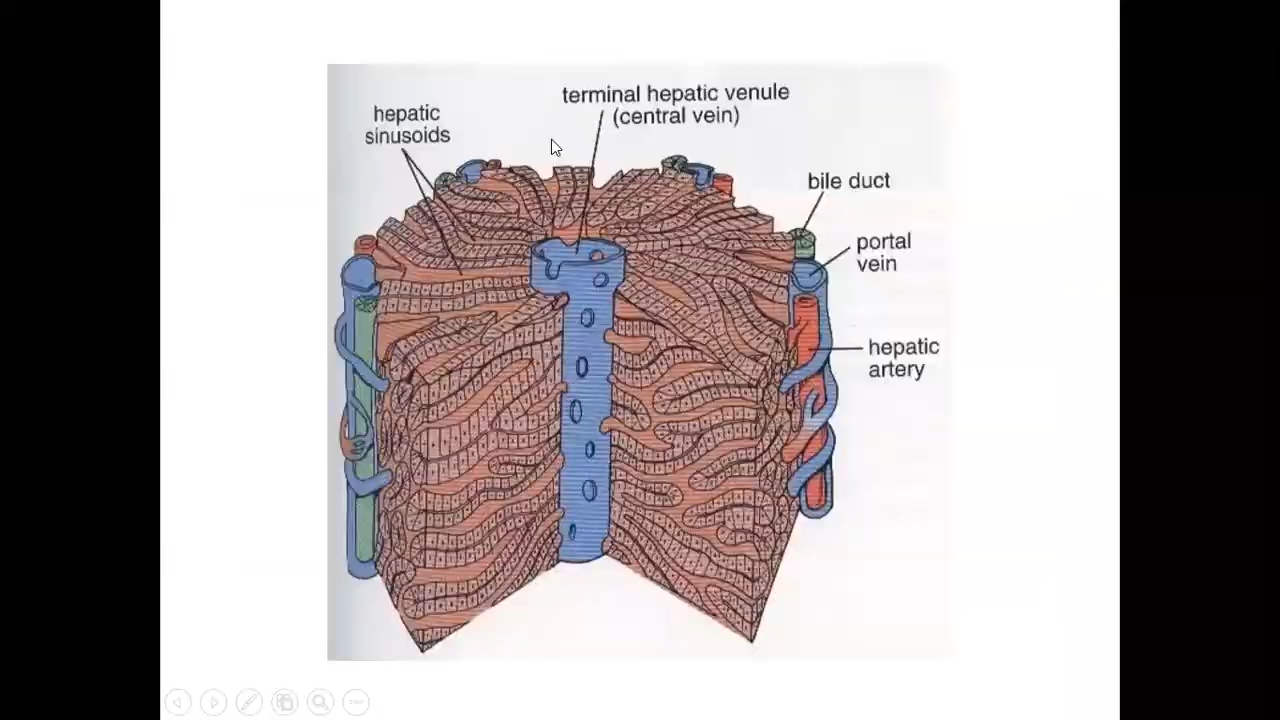 hepatic
sinusoids
terminal hepatic venule
(central vein)
bile duct
portal
vein
hepatic
artery